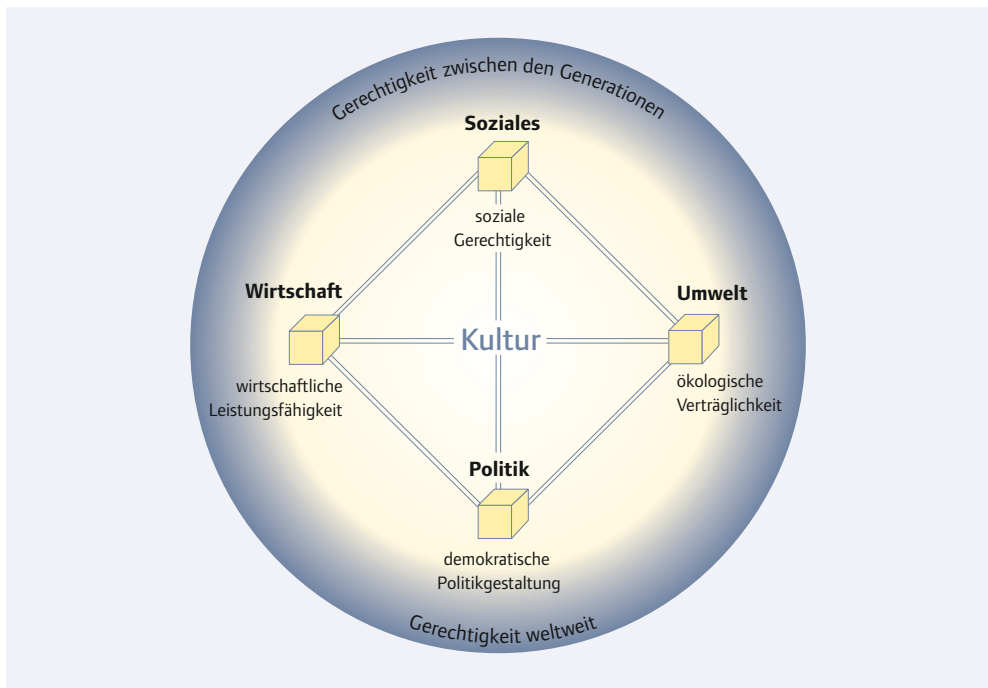 Gerechtigkeit zwischen den Generationen
Soziales
soziale
Gerechtigkeit
Wirtschaft
Umwelt
Kultur
wirtschaftliche
Leistungsfähigkeit
ökologische
Verträglichkeit
Politik
demokratische
Politikgestaltung
Gerechtigkeit weltweit